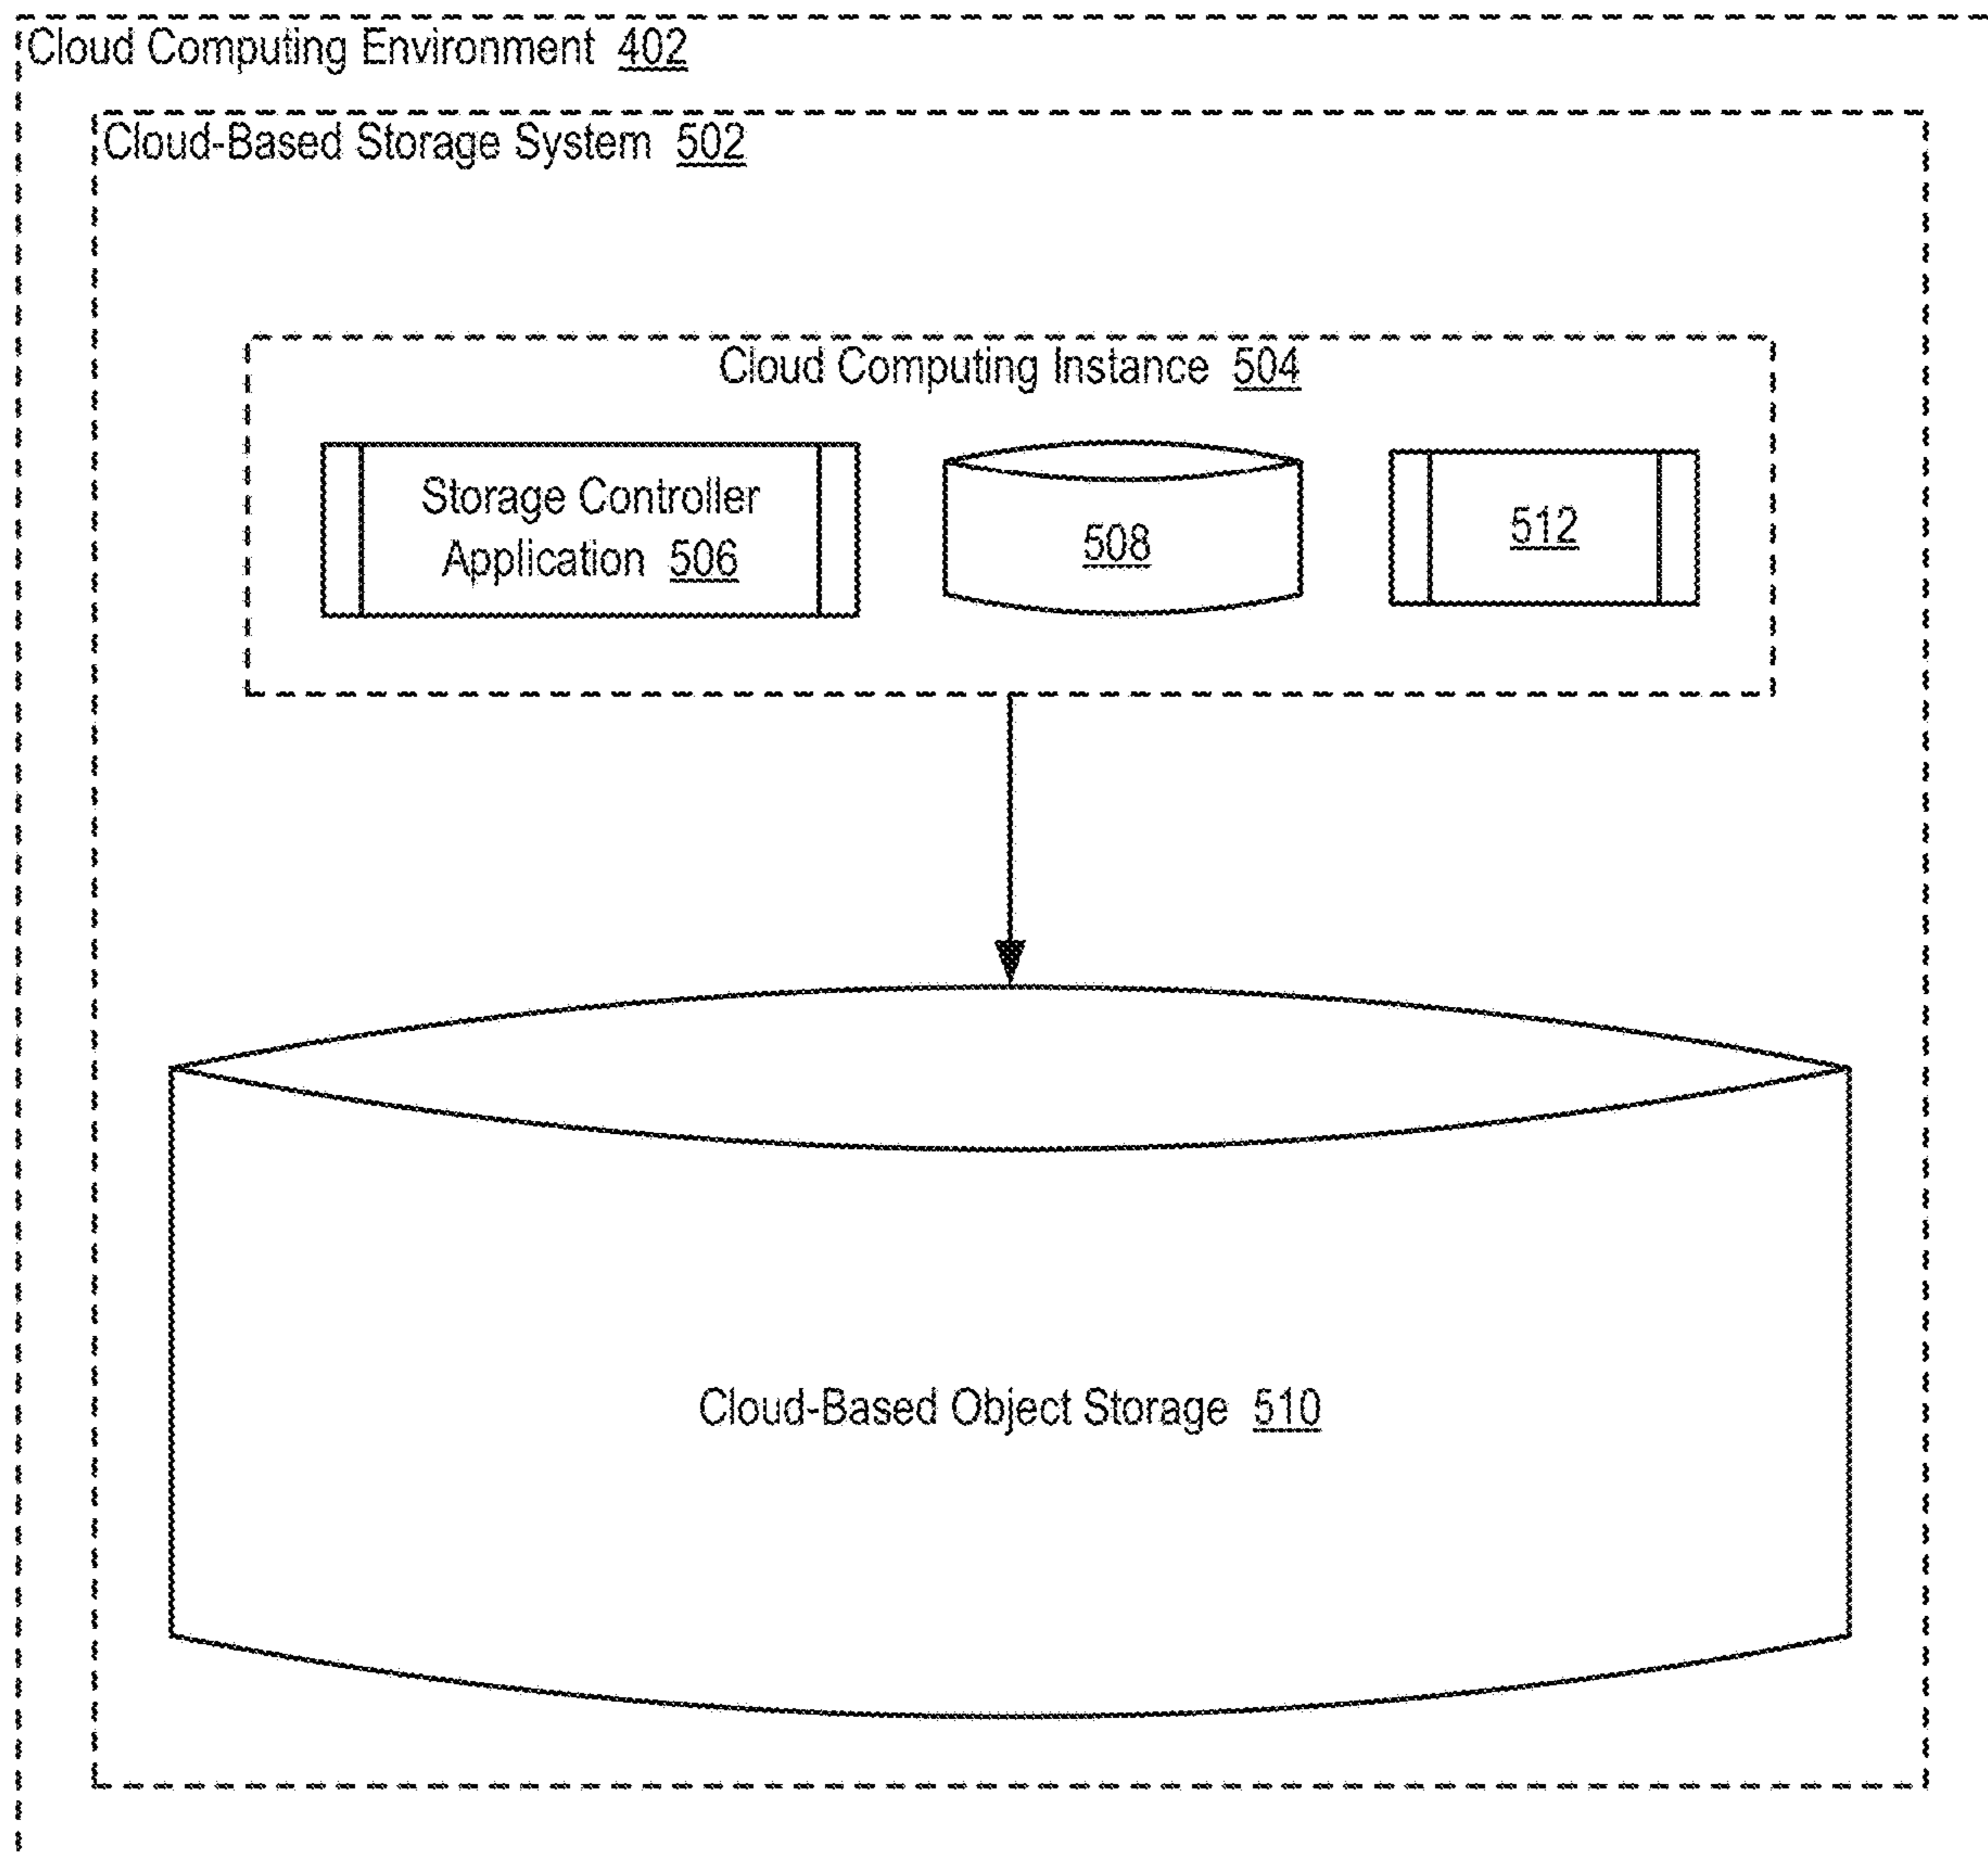 Cloud Computing Environment 402
Cloud-Based Storage System 502
Cloud Computing Instance 504
Storage Controller
Application 506
508
512
Cloud-Based Object Storage 510